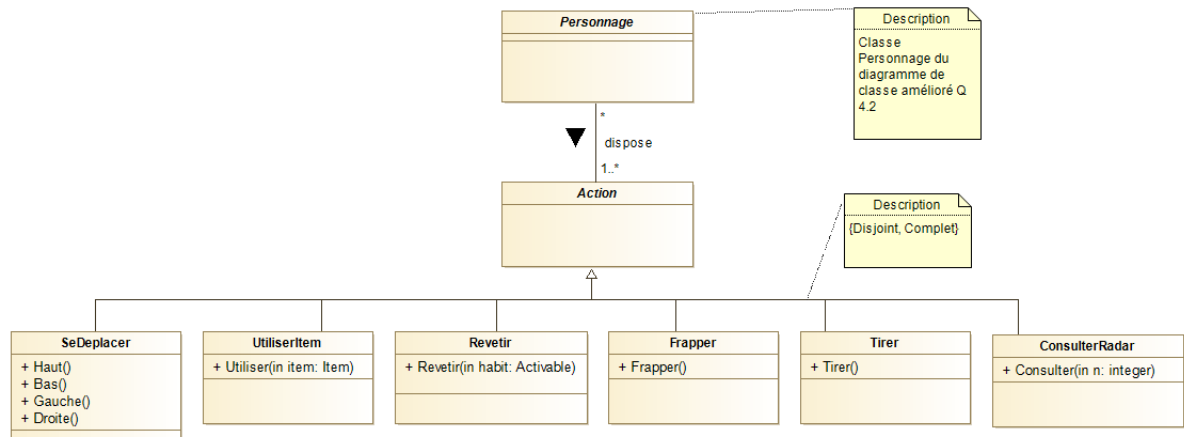 Personnage
Description
Classe
Personnage du
diagramme de
classe amélioré Q
4.2
*
dispose
1..*
Action
Description
{Disjoint, Complet}
SeDeplacer
+ Haut()
+ Bas()
+ Gauche()
+ Droite()
UtiliserItem
+ Utiliser(in item: Item)
Revetir
+ Revetir(in habit: Activable)
Frapper
+ Frapper()
Tirer
+ Tirer()
ConsulterRadar
+ Consulter(in n: integer)